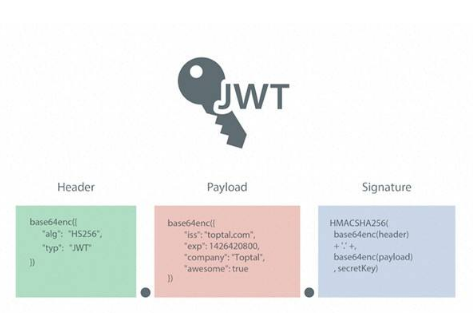 JWT
Header
Payload
Signature
base64enc({
"alg": "HS256",
"typ": "JWT"
})
base64enc({
"iss": "toptal.com",
"exp": 1426420800,
"company": "Toptal",
"awesome": true
})
HMACSHA256(
base64enc(header)
+ '.' +,
base64enc(payload)
, secretKey)